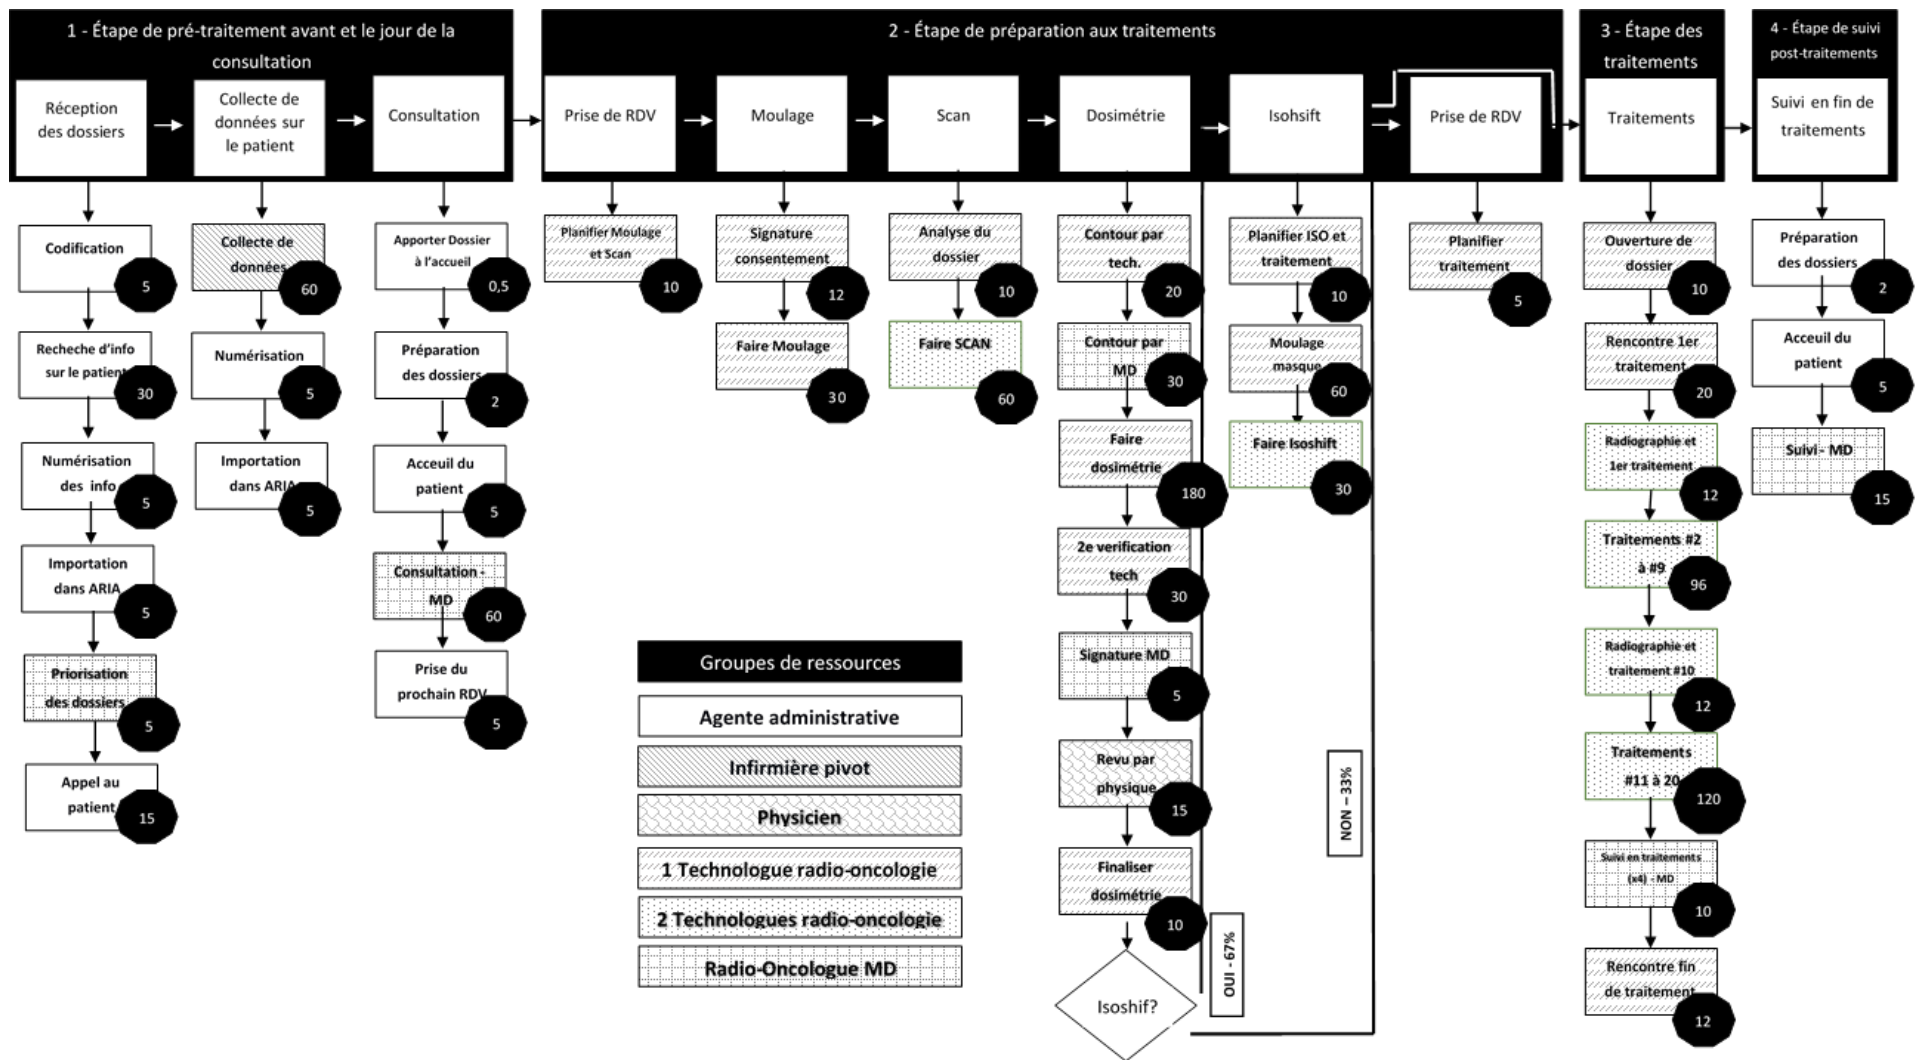 1 - Étape de pré-traitement avant et le jour de la
consultation
Réception
des dossiers
Collecte de
données sur
le patient
Consultation
2 - Étape de préparation aux traitements
Prise de RDV
Moulage
Scan
Dosimétrie
Isohsift
Prise de RDV
3 - Étape des
traitements
Traitements
4 - Étape de suivi
post-traitements
Suivi en fin de
traitements
Codification
5
Recheche d'info
sur le patient
30
Numérisation
des info
5
Importation
dans ARIA
5
Priorisation
des dossiers
5
Appel au
patient
15
Collecte de
données
60
Numérisation
5
Importation
dans ARIA
5
Apporter Dossier
à l'accueil
0,5
Préparation
des dossiers
2
Acceuil du
patient
5
Consultation -
MD
60
Prise du
prochain RDV
5
Planifier Moulage
et Scan
10
Signature
consentement
12
Faire Moulage
30
Analyse du
dossier
10
Faire SCAN
60
Contour par
tech.
20
Contour par
MD
30
Faire
dosimétrie
180
2e verification
tech
30
Signature MD
5
Revu par
physique
15
Finaliser
dosimétrie
10
Isoshif?
OUI - 67%
NON – 33%
Planifier ISO et
traitement
10
Moulage
masque
60
Faire Isoshift
30
Planifier
traitement
5
Ouverture de
dossier
10
Rencontre 1er
traitement
20
Radiographie et
1er traitement
12
Traitements #2
à #9
96
Radiographie et
traitement #10
12
Traitements
#11 à 20
120
Suivi en traitements
(x4) - MD
10
Rencontre fin
de traitement
12
Préparation
des dossiers
2
Acceuil du
patient
5
Suivi - MD
15
Groupes de ressources
Agente administrative
Infirmière pivot
Physicien
1 Technologue radio-oncologie
2 Technologues radio-oncologie
Radio-Oncologue MD